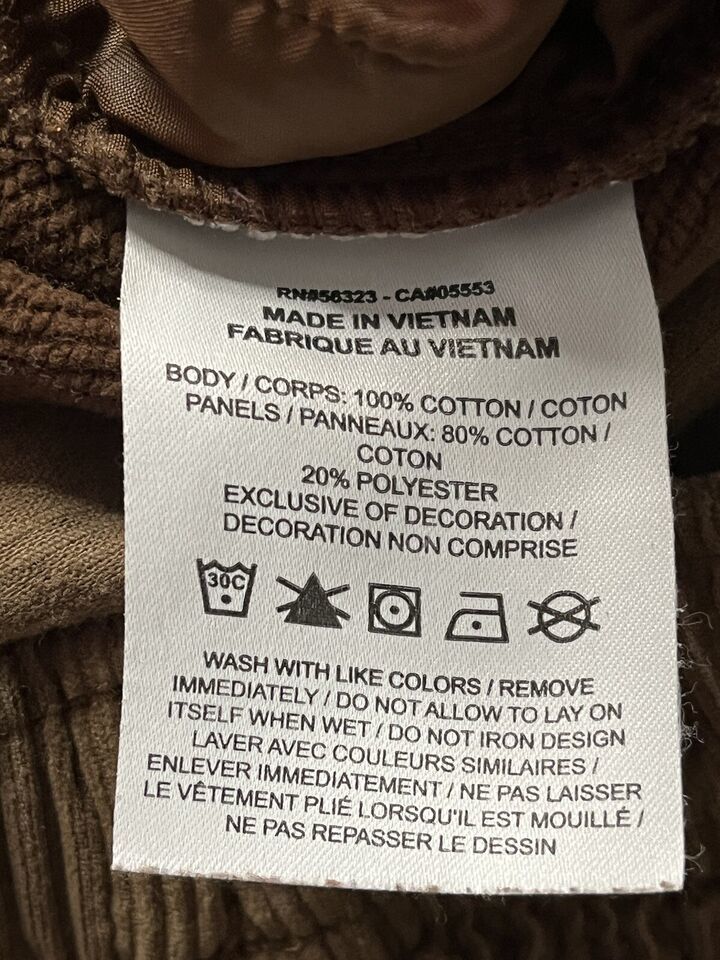 RN#56323 - CA#05553
MADE IN VIETNAM
FABRIQUE AU VIETNAM
BODY / CORPS: 100% COTTON / COTON
PANELS / PANNEAUX: 80% COTTON /
COTON
20% POLYESTER
EXCLUSIVE OF DECORATION /
DECORATION NON COMPRISE
30C
WASH WITH LIKE COLORS / REMOVE
IMMEDIATELY / DO NOT ALLOW TO LAY ON
ITSELF WHEN WET / DO NOT IRON DESIGN
LAVER AVEC COULEURS SIMILAIRES /
ENLEVER IMMEDIATEMENT / NE PAS LAISSER
LE VÊTEMENT PLIÉ LORSQU'IL EST MOUILLÉ /
NE PAS REPASSER LE DESSIN